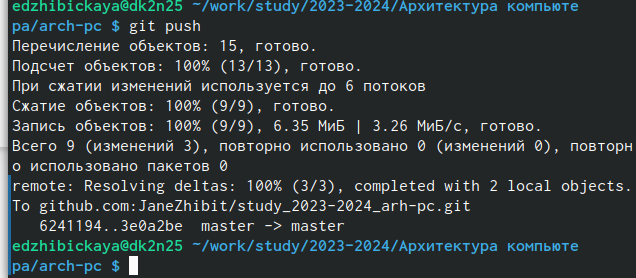 edzhibickaya@dk2n25 ~/work/study/2023-2024/Архитектура компьюте
ра/arch-pc $ git push
Перечисление объектов: 15, готово.
Подсчет объектов: 100% (13/13), готово.
При сжатии изменений используется до 6 потоков
Сжатие объектов: 100% (9/9), готово.
Запись объектов: 100% (9/9), 6.35 МиБ | 3.26 МиБ/с, готово.
Всего 9 (изменений 3), повторно использовано 0 (изменений 0), повторн
о использовано пакетов 0
remote: Resolving deltas: 100% (3/3), completed with 2 local objects.
To github.com:JaneZhibit/study_2023-2024_arh-pc.git
   6241194..3e0a2be  master -> master
edzhibickaya@dk2n25 ~/work/study/2023-2024/Архитектура компьюте
ра/arch-pc $